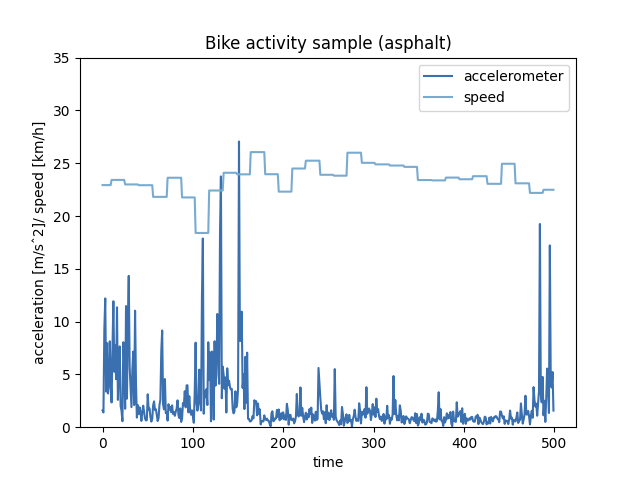 Bike activity sample (asphalt)
accelerometer
speed
acceleration [m/s^2]/ speed [km/h]
35
30
25
20
15
10
5
0
0 100 200 300 400 500
time